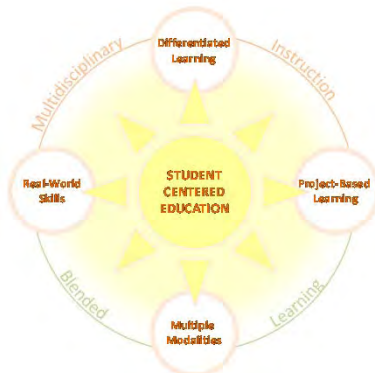 Differentiated
Learning
Multidisciplinary
Instruction
Real-World
Skills
STUDENT
CENTERED
EDUCATION
Project-Based
Learning
Blended
Learning
Multiple
Modalities